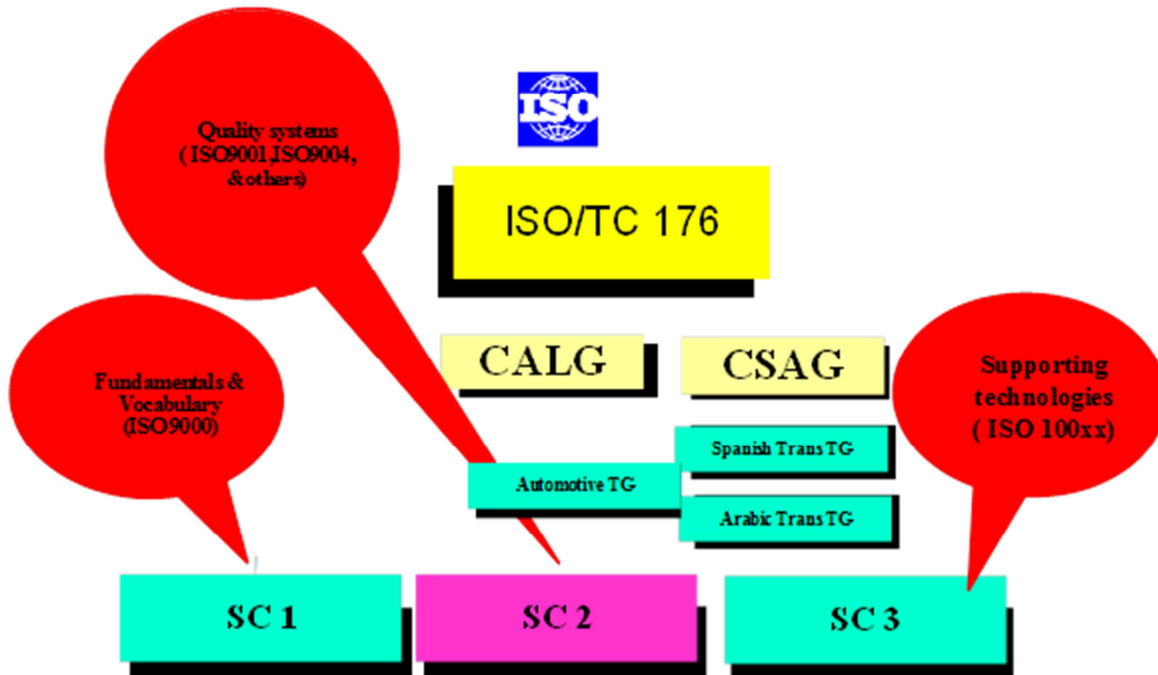 ISO
Quality systems
( ISO9001,ISO9004,
&others)
ISO/TC 176
CALG
CSAG
Fundamentals &
Vocabulary
(ISO9000)
Supporting
technologies
( ISO 100xx)
Spanish Trans TG
Automotive TG
Arabic Trans TG
SC 1
SC 2
SC 3